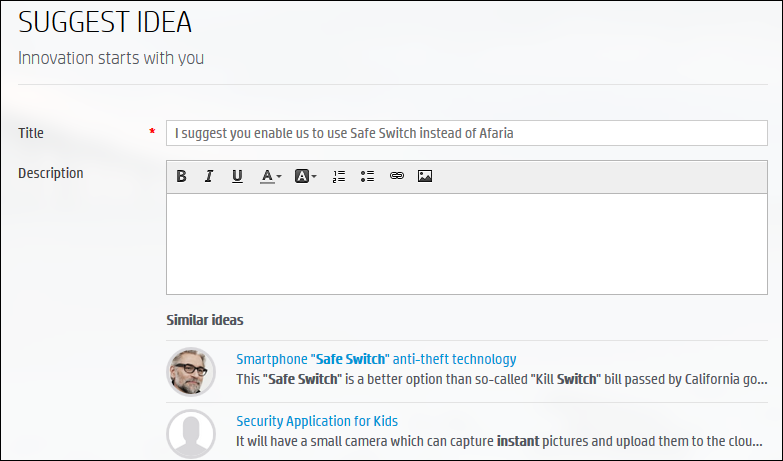 SUGGEST IDEA
Innovation starts with you
Title * I suggest you enable us to use Safe Switch instead of Afaria
Description
B I U A A
Similar ideas
Smartphone "Safe Switch" anti-theft technology
This "Safe Switch" is a better option than so-called "Kill Switch" bill passed by California go...
Security Application for Kids
It will have a small camera which can capture instant pictures and upload them to the clou...